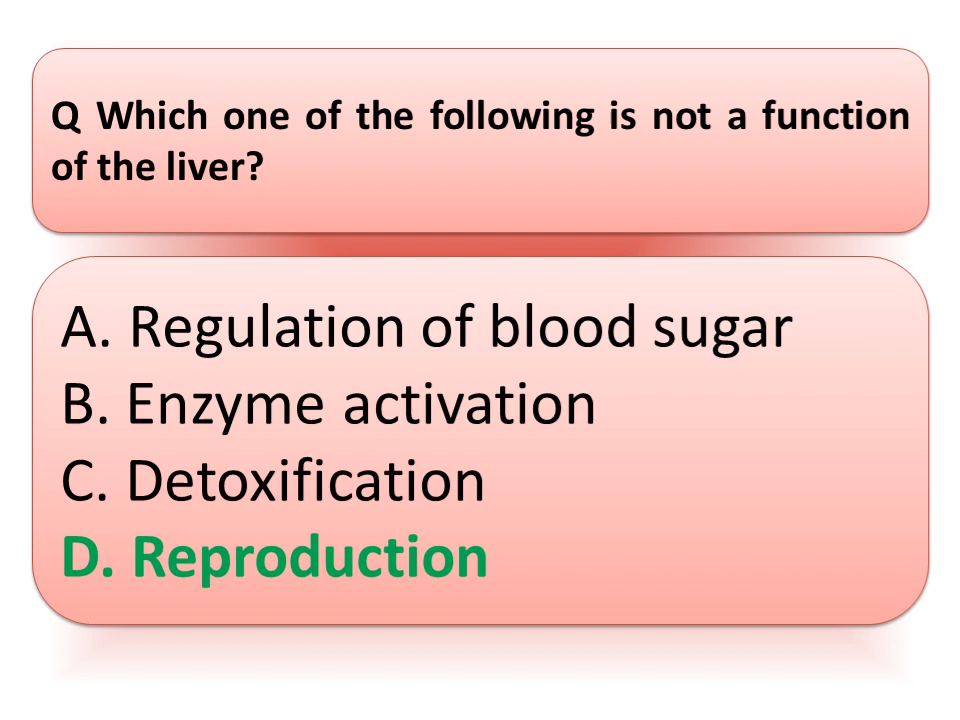 Q Which one of the following is not a function
of the liver?
A. Regulation of blood sugar
B. Enzyme activation
C. Detoxification
D. Reproduction